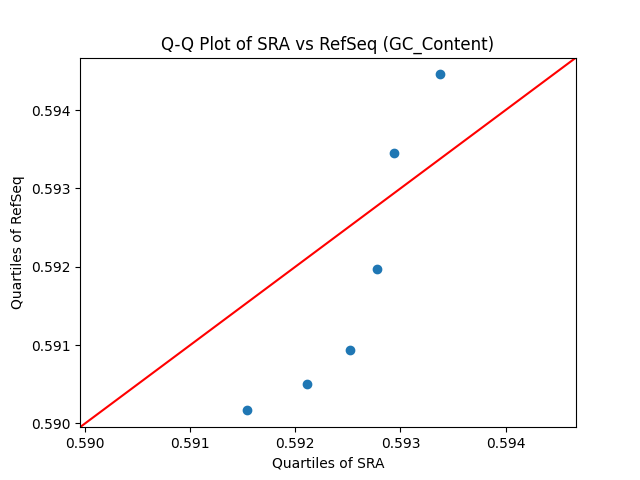 Q-Q Plot of SRA vs RefSeq (GC_Content)
Quartiles of RefSeq
0.594
0.593
0.592
0.591
0.590
0.590 0.591 0.592 0.593 0.594
Quartiles of SRA